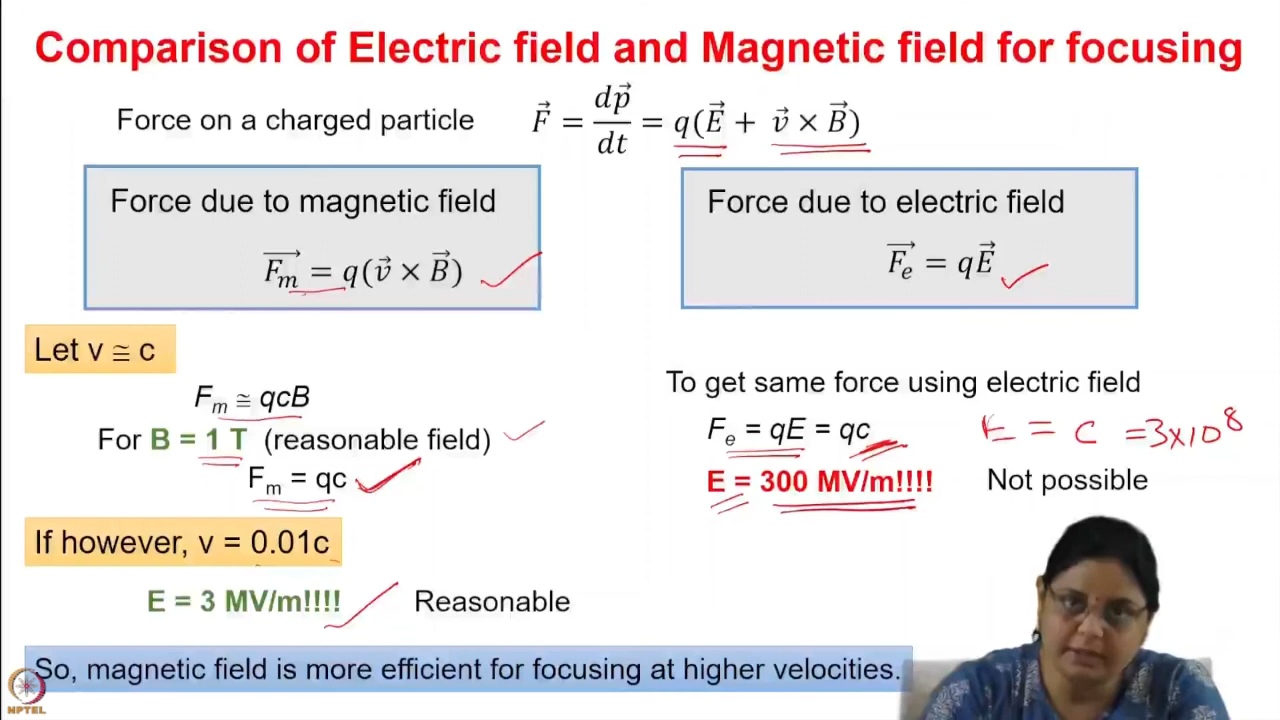 Comparison of Electric field and Magnetic field for focusing
Force on a charged particle F⃗ = dp⃗/dt = q(E⃗ + v⃗ × B⃗)
Force due to magnetic field
F⃗m = q(v⃗ × B⃗)
Force due to electric field
F⃗e = qE⃗
Let v ≅ c
Fm ≅ qcB
For B = 1 T (reasonable field)
Fm = qc
To get same force using electric field
Fe = qE = qc
E = c = 3x10⁸
E = 300 MV/m!!!! Not possible
If however, v = 0.01c
E = 3 MV/m!!!! Reasonable
So, magnetic field is more efficient for focusing at higher velocities.
NPTEL